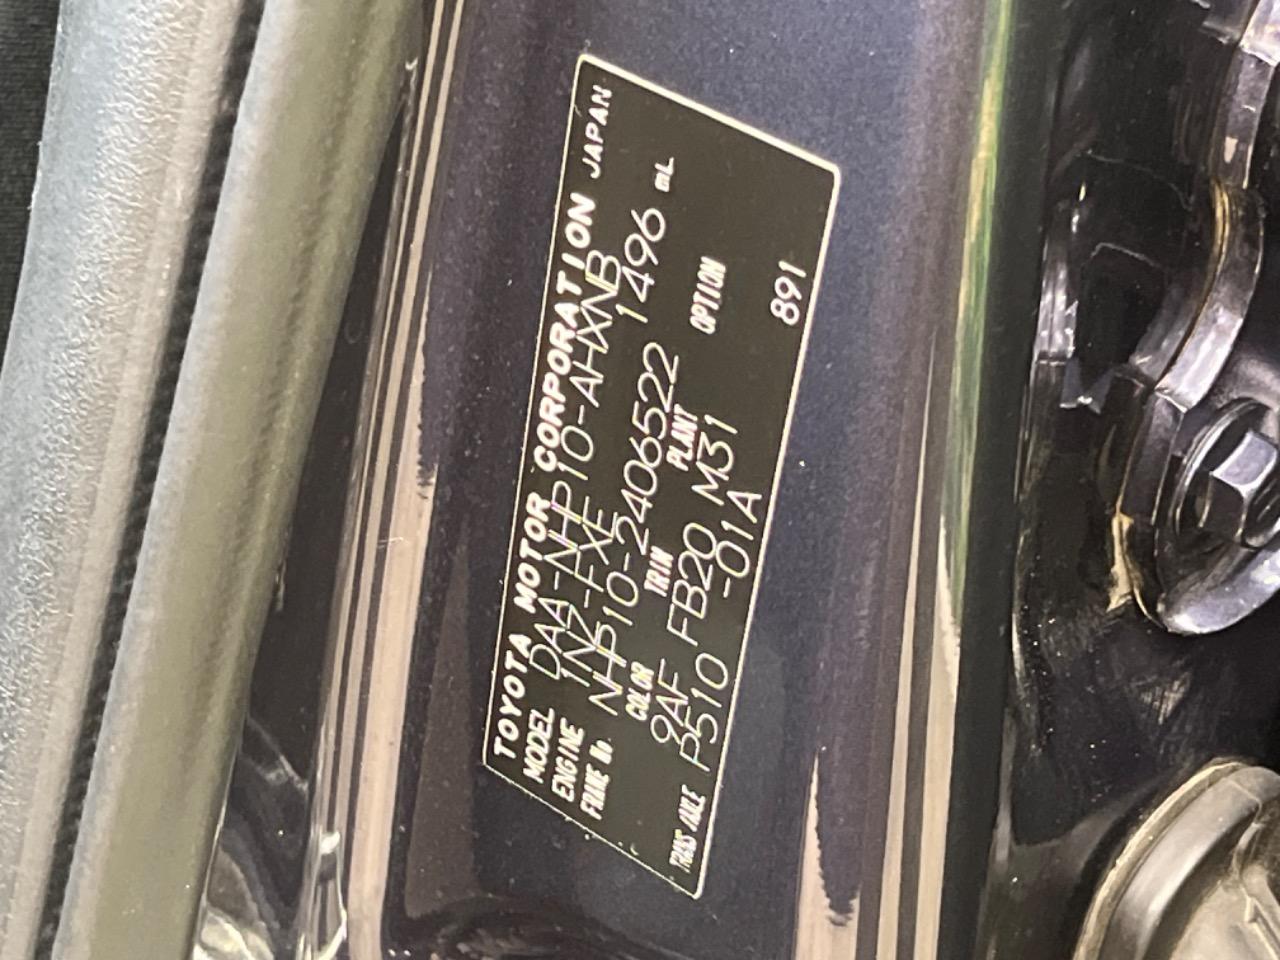 TOYOTA MOTOR CORPORATION JAPAN
MODEL DAA-NHP10-AHXNB
ENGINE 1NZ-FXE 1496 mL
FRAME No. NHP10-2406522
COLOR TRIM PLANT OPTION
9AF FB20 M31
TRANS/AXLE P510 -01A 891